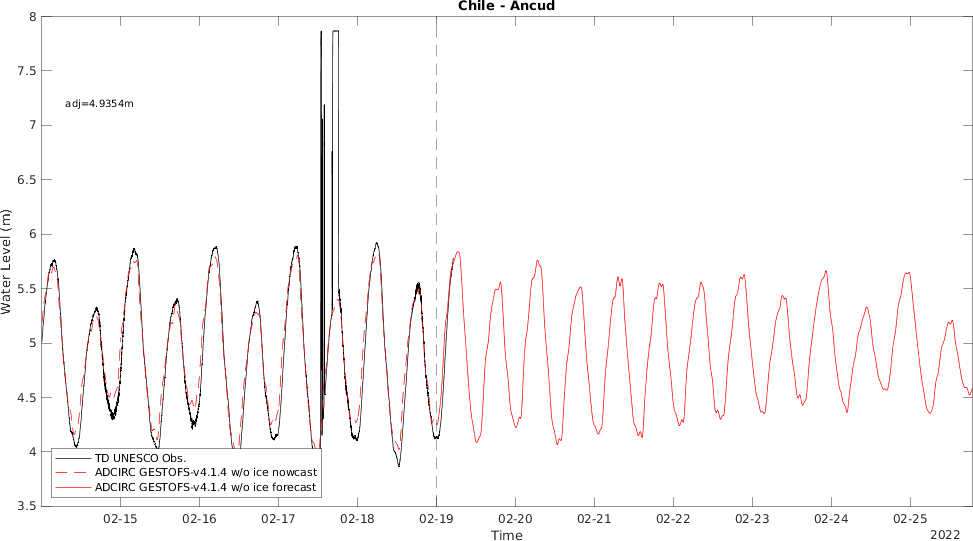 Chile - Ancud
8
7.5
7
6.5
6
5.5
5
4.5
4
3.5
Water Level (m)
adj=4.9354m
TD UNESCO Obs.
ADCIRC GESTOFS-v4.1.4 w/o ice nowcast
ADCIRC GESTOFS-v4.1.4 w/o ice forecast
02-15 02-16 02-17 02-18 02-19 02-20 02-21 02-22 02-23 02-24 02-25
Time
2022